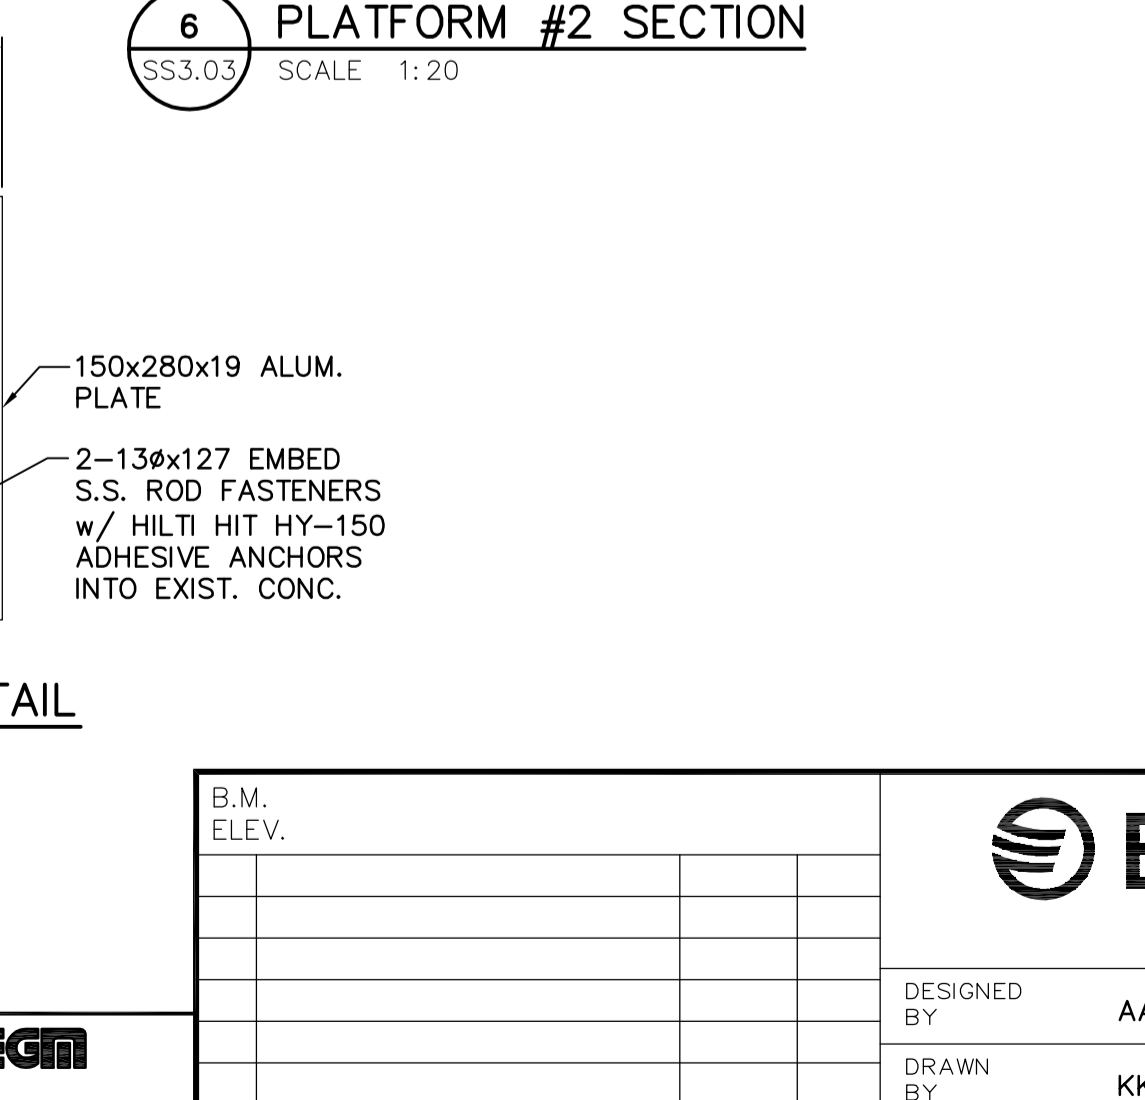 6
PLATFORM #2 SECTION
SS3.03
SCALE 1:20
150x280x19 ALUM.
PLATE
2-13øx127 EMBED
S.S. ROD FASTENERS
w/ HILTI HIT HY-150
ADHESIVE ANCHORS
INTO EXIST. CONC.
B.M.
ELEV.
DESIGNED
BY
DRAWN
BY